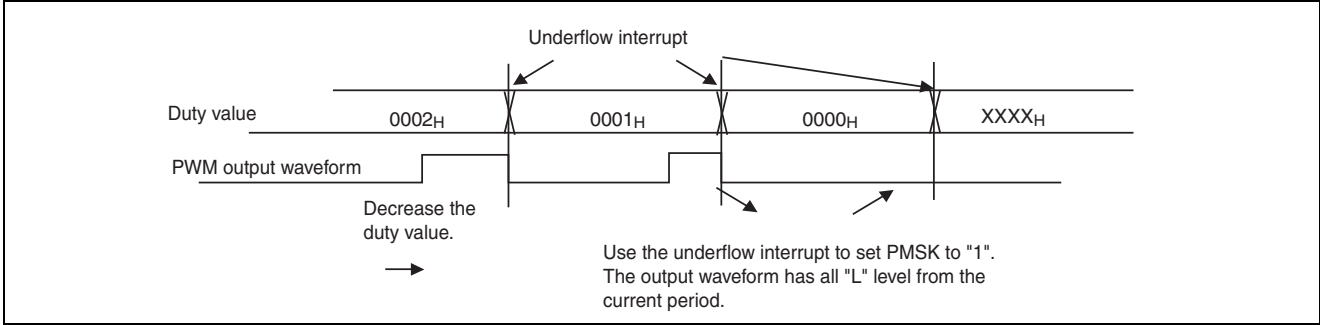 Underflow interrupt
Duty value 0002H 0001H 0000H XXXXH
PWM output waveform
Decrease the
duty value.
Use the underflow interrupt to set PMSK to "1".
The output waveform has all "L" level from the
current period.